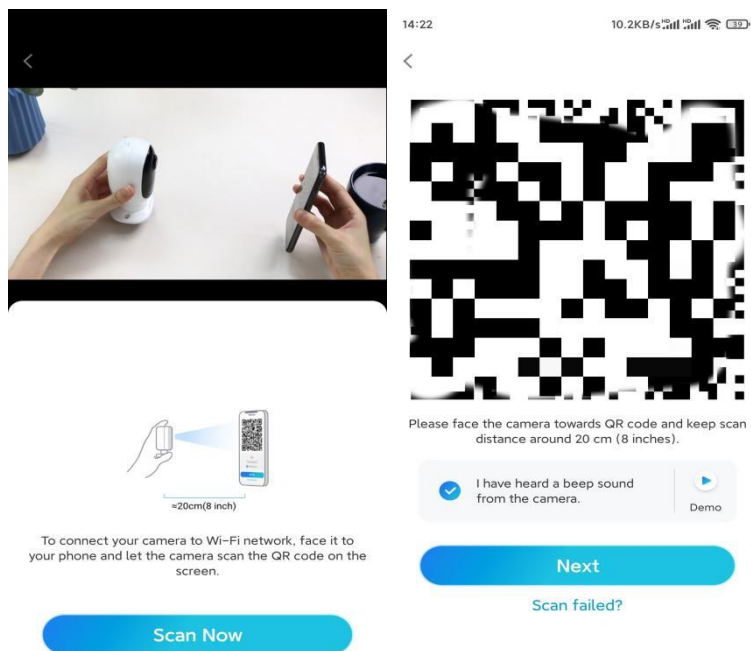 ≈20cm(8 inch)
To connect your camera to Wi-Fi network, face it to
your phone and let the camera scan the QR code on the
screen.
Scan Now
14:22
10.2KB/s HD HD 39
Please face the camera towards QR code and keep scan
distance around 20 cm (8 inches).
I have heard a beep sound
from the camera.
Demo
Next
Scan failed?